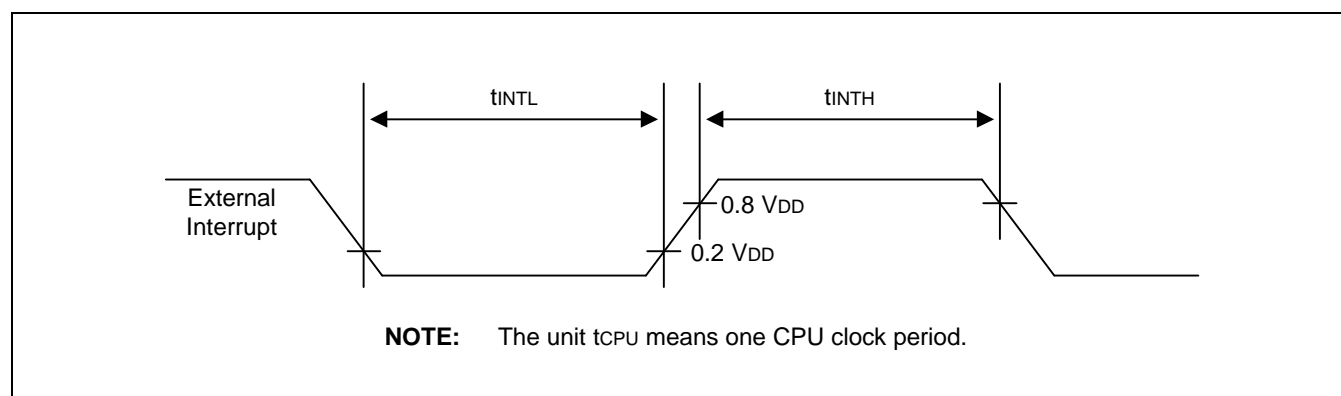 tINTL
tINTH
External
Interrupt
0.8 VDD
0.2 VDD
NOTE: The unit tCPU means one CPU clock period.